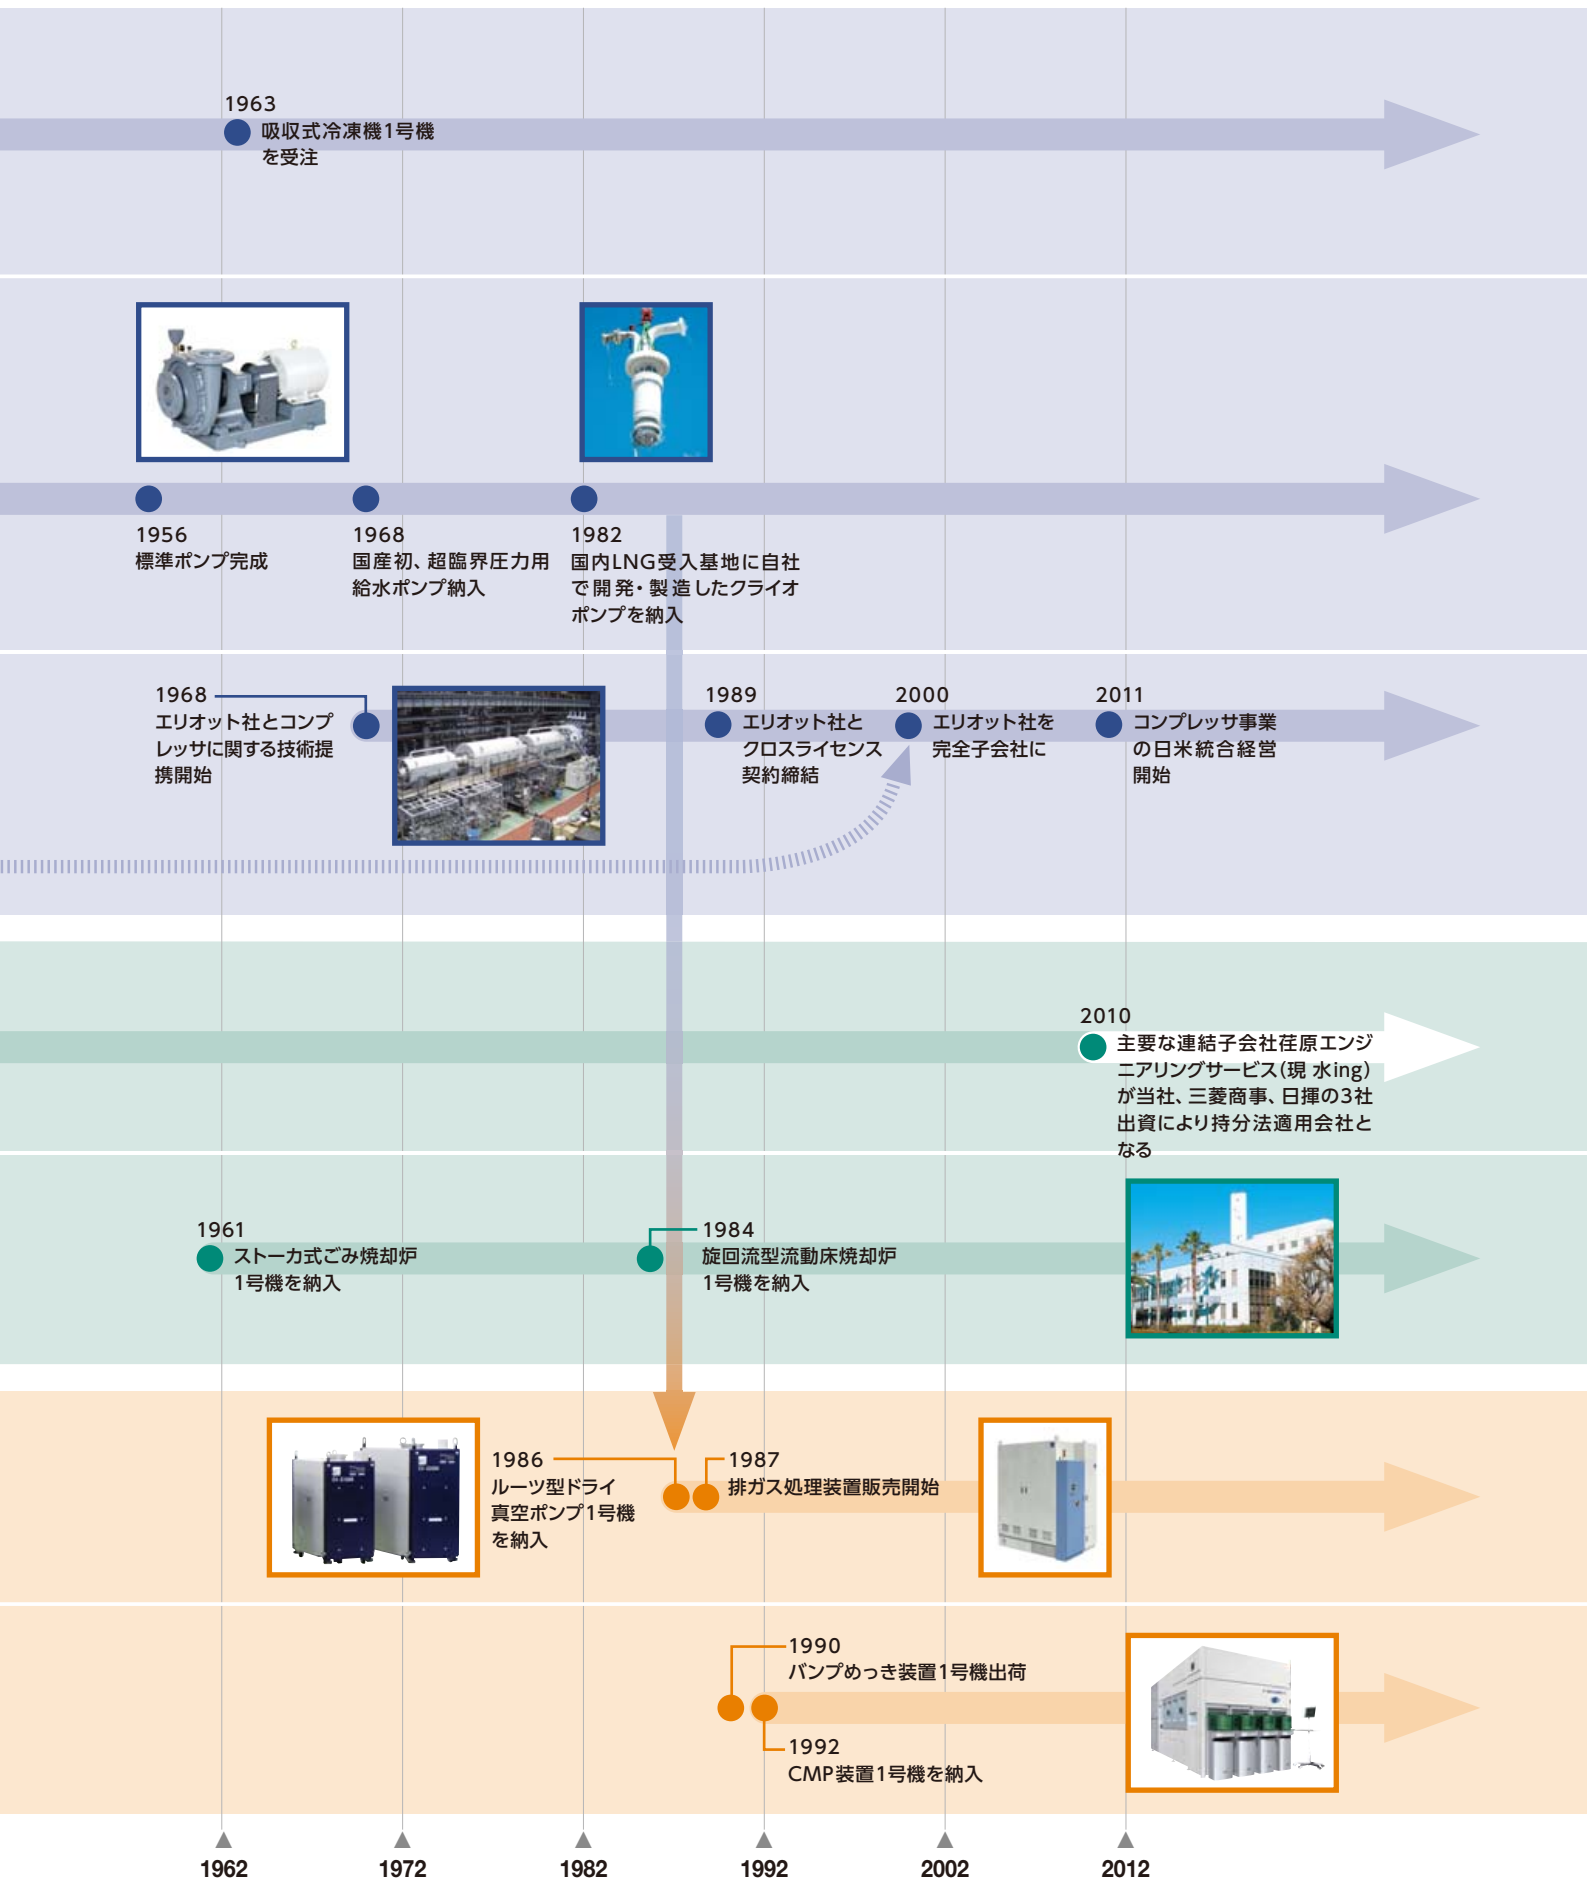 1963
吸収式冷凍機1号機
を受注
1956
標準ポンプ完成
1968
国産初、超臨界圧力用
給水ポンプ納入
1982
国内LNG受入基地に自社
で開発・製造したクライオ
ポンプを納入
1968
エリオット社とコンプ
レッサに関する技術提
携開始
1989
エリオット社と
クロスライセンス
契約締結
2000
エリオット社を
完全子会社に
2011
コンプレッサ事業
の日米統合経営
開始
2010
主要な連結子会社荏原エンジ
ニアリングサービス(現 水ing)
が当社、三菱商事、日揮の3社
出資により持分法適用会社と
なる
1961
ストーカ式ごみ焼却炉
1号機を納入
1984
旋回流型流動床焼却炉
1号機を納入
1986
ルーツ型ドライ
真空ポンプ1号機
を納入
1987
排ガス処理装置販売開始
1990
バンプめっき装置1号機出荷
1992
CMP装置1号機を納入
1962
1972
1982
1992
2002
2012